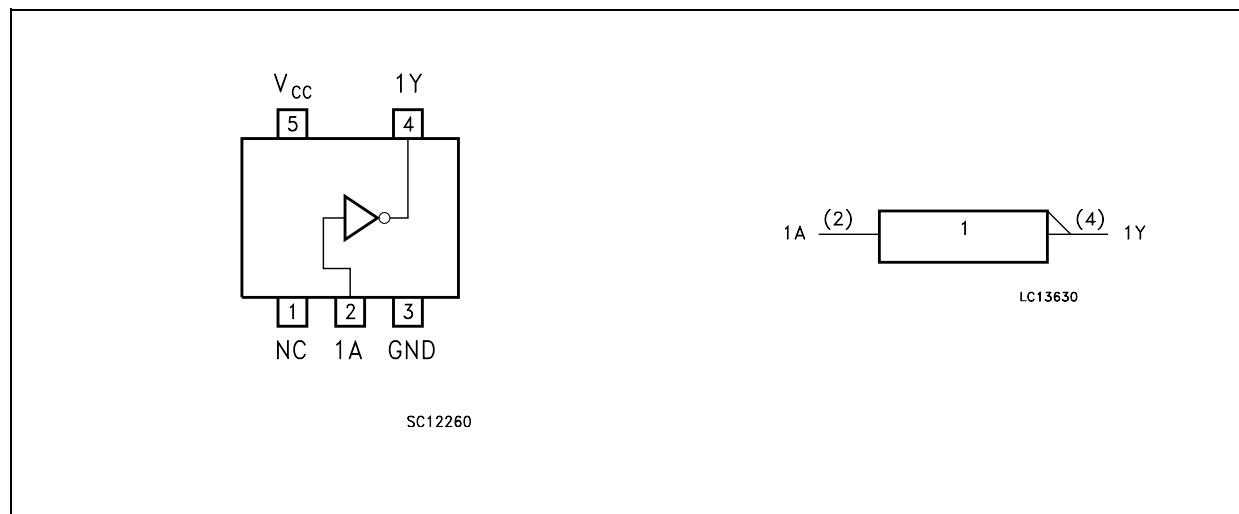 V CC 1Y
5 4
1 2 3
NC 1A GND
SC12260
1A (2) 1 (4) 1Y
LC13630